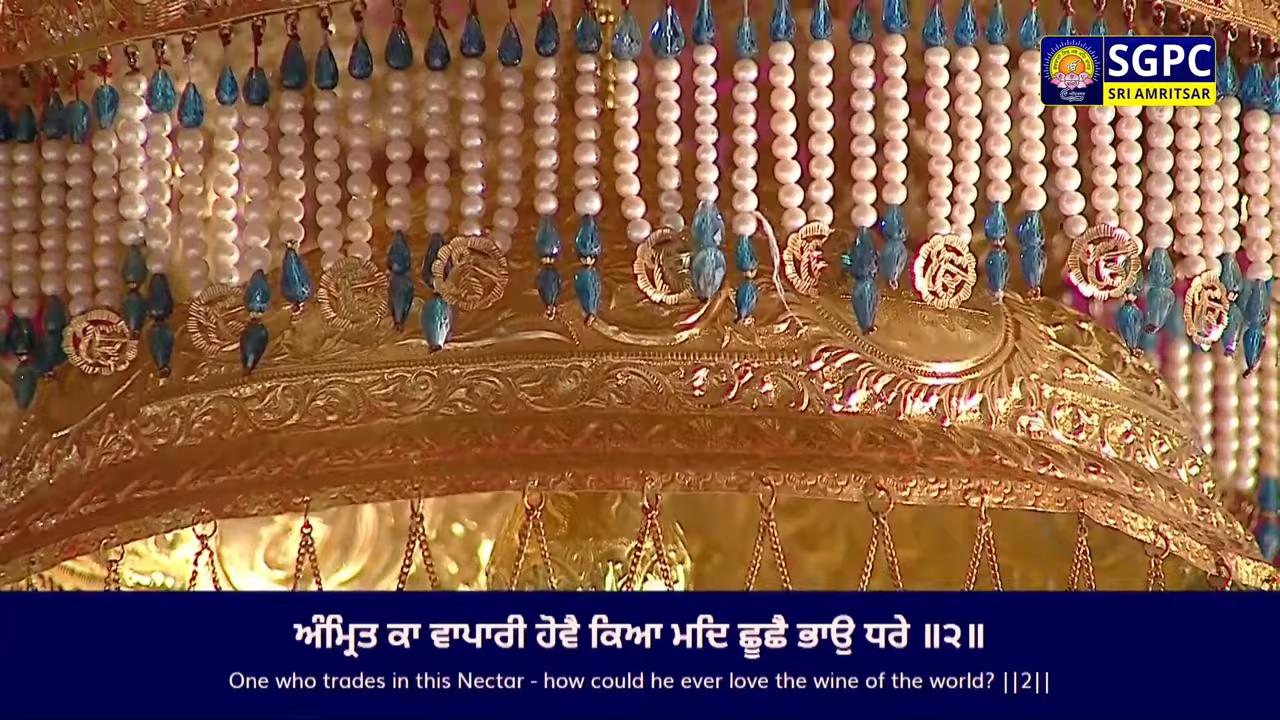 SGPC
SRI AMRITSAR
ਅੰਮ੍ਰਿਤ ਕਾ ਵਾਪਾਰੀ ਹੋਵੈ ਕਿਆ ਮਦਿ ਛੂਛੈ ਭਾਉ ਧਰੇ ॥੨॥
One who trades in this Nectar - how could he ever love the wine of the world? ||2||